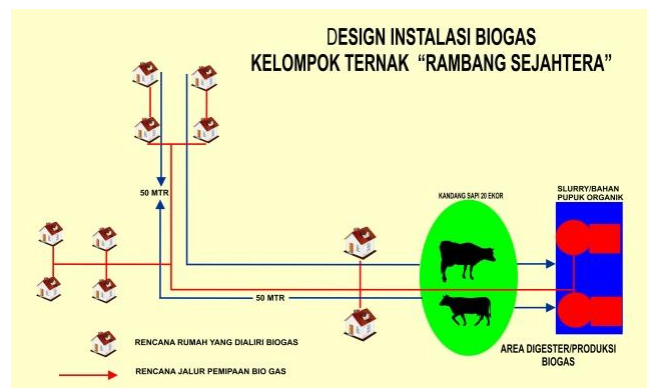 DESIGN INSTALASI BIOGAS
KELOMPOK TERNAK “RAMBANG SEJAHTERA”
50 MTR
KANDANG SAPI 20 EKOR
SLURRY/BAHAN
PUPUK ORGANIK
50 MTR
RENCANA RUMAH YANG DIALIRI BIOGAS
AREA DIGESTER/PRODUKSI
BIOGAS
RENCANA JALUR PEMIPAAN BIO GAS